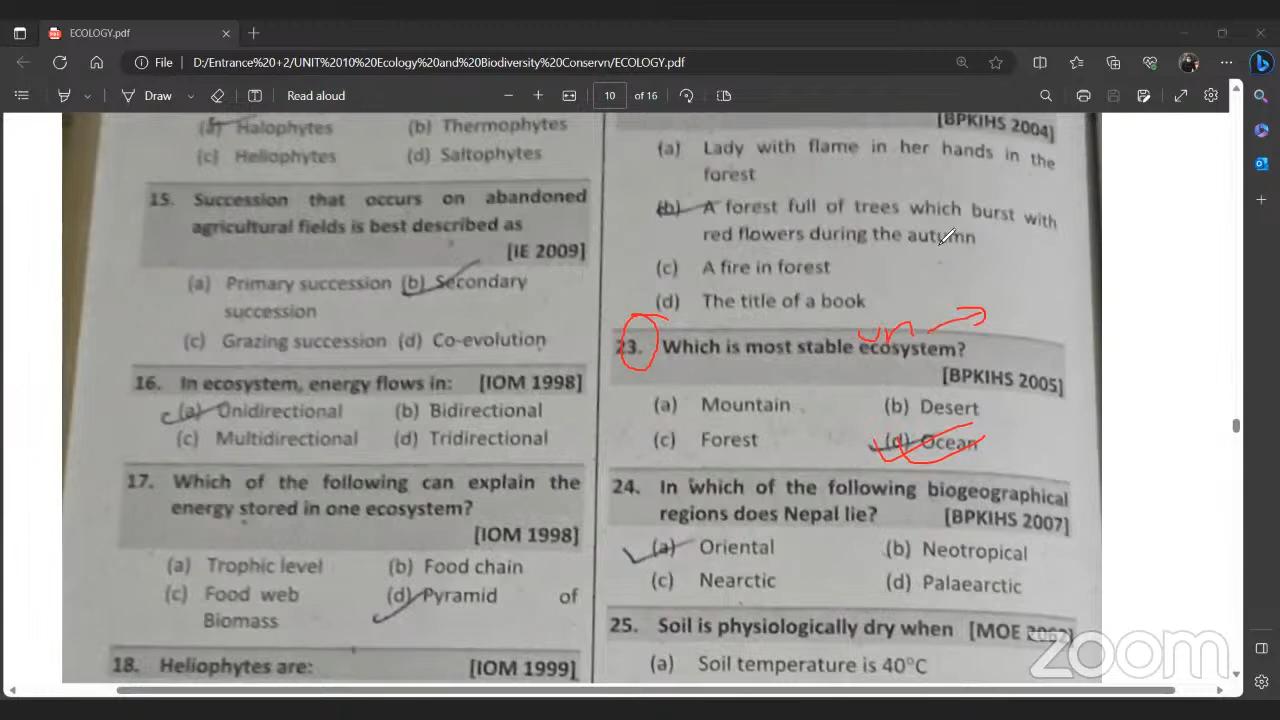 ECOLOGY.pdf
File D:/Entrance%20+2/UNIT%2010%20Ecology%20and%20Biodiversity%20Conservn/ECOLOGY.pdf
Draw Read aloud 10 of 16
(a) Halophytes (b) Thermophytes
(c) Heliophytes (d) Saltophytes
15. Succession that occurs on abandoned
agricultural fields is best described as
[IE 2009]
(a) Primary succession (b) Secondary
succession
(c) Grazing succession (d) Co-evolution
16. In ecosystem, energy flows in: [IOM 1998]
(a) Unidirectional (b) Bidirectional
(c) Multidirectional (d) Tridirectional
17. Which of the following can explain the
energy stored in one ecosystem?
[IOM 1998]
(a) Trophic level (b) Food chain
(c) Food web (d) Pyramid of
Biomass
18. Heliophytes are: [IOM 1999]
[BPKIHS 2004]
(a) Lady with flame in her hands in the
forest
(b) A forest full of trees which burst with
red flowers during the autumn
(c) A fire in forest
(d) The title of a book
23. Which is most stable ecosystem?
[BPKIHS 2005]
(a) Mountain (b) Desert
(c) Forest (d) Ocean
24. In which of the following biogeographical
regions does Nepal lie? [BPKIHS 2007]
(a) Oriental (b) Neotropical
(c) Nearctic (d) Palaearctic
25. Soil is physiologically dry when [MOE
(a) Soil temperature is 40°C
zoom